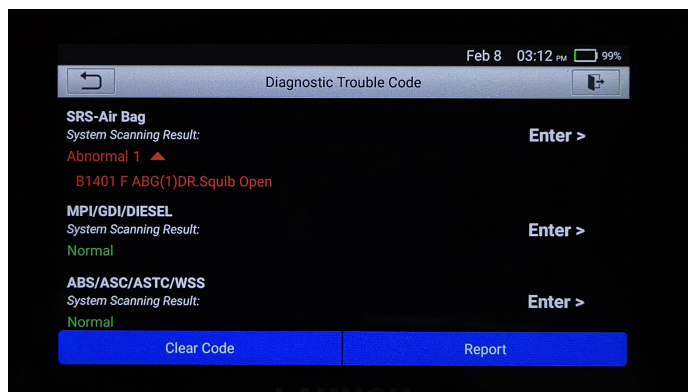 Feb 8 03:12 PM 99%
Diagnostic Trouble Code
SRS-Air Bag
System Scanning Result:
Enter >
Abnormal 1
B1401 F ABG(1)DR.Squib Open
MPI/GDI/DIESEL
System Scanning Result:
Enter >
Normal
ABS/ASC/ASTC/WSS
System Scanning Result:
Enter >
Normal
Clear Code Report